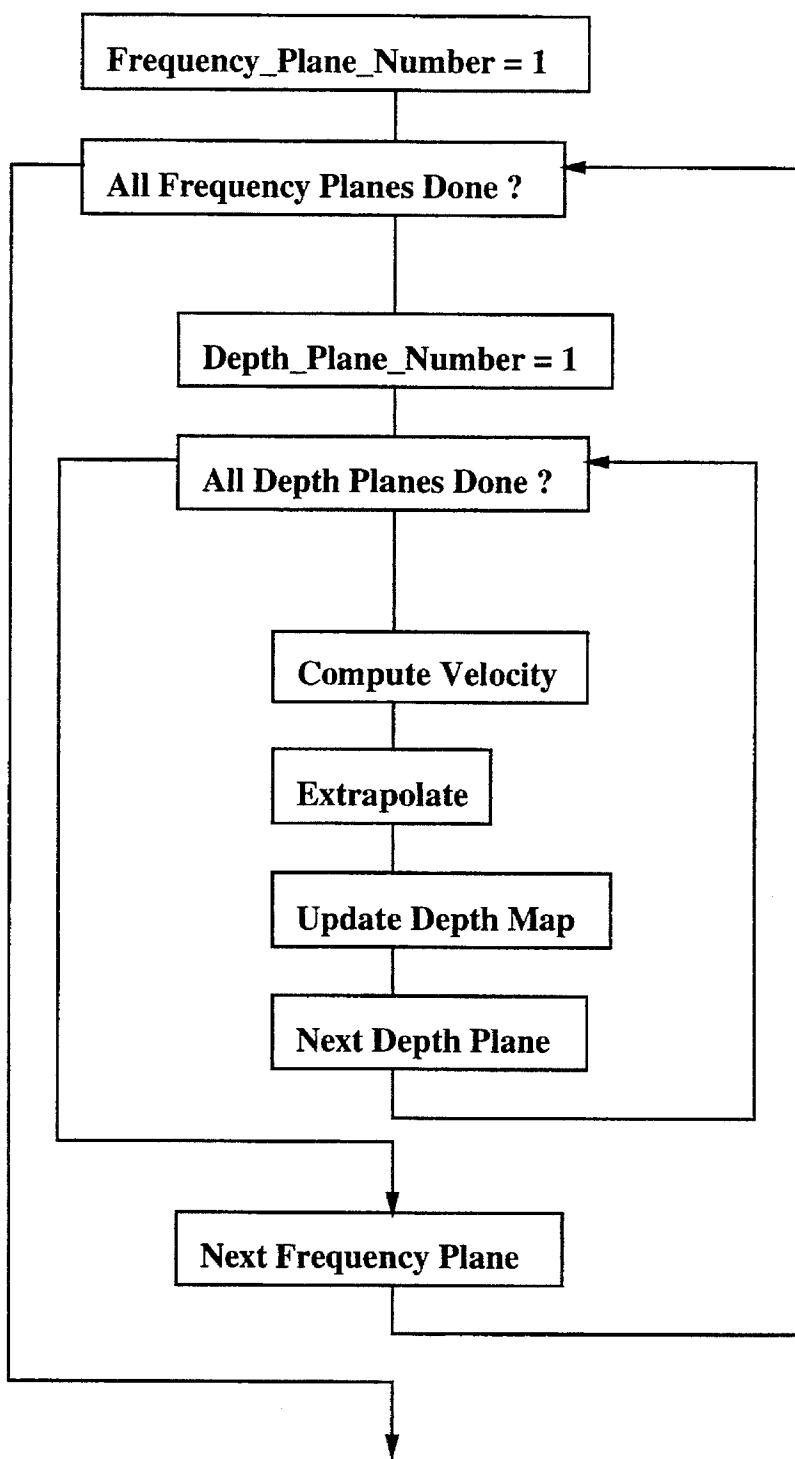 Frequency_Plane_Number = 1
All Frequency Planes Done ?
Depth_Plane_Number = 1
All Depth Planes Done ?
Compute Velocity
Extrapolate
Update Depth Map
Next Depth Plane
Next Frequency Plane